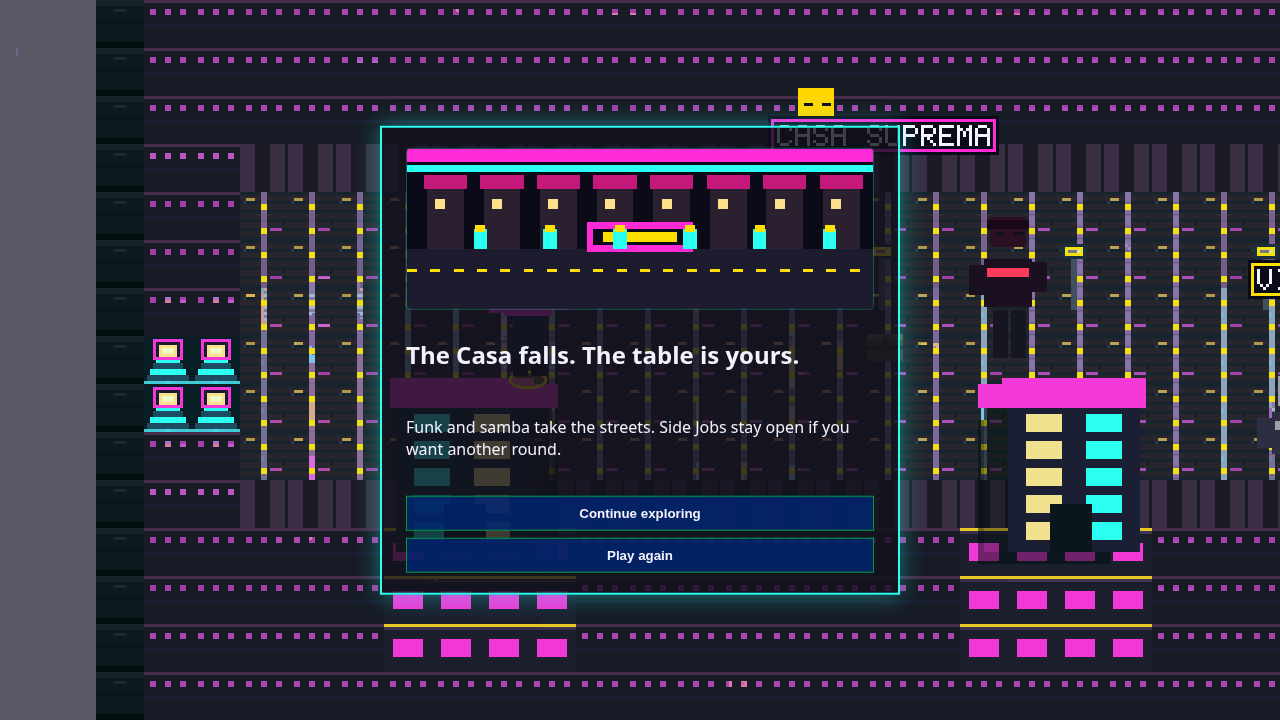 CASA SUPREMA
The Casa falls. The table is yours.
Funk and samba take the streets. Side Jobs stay open if you
want another round.
Continue exploring
Play again